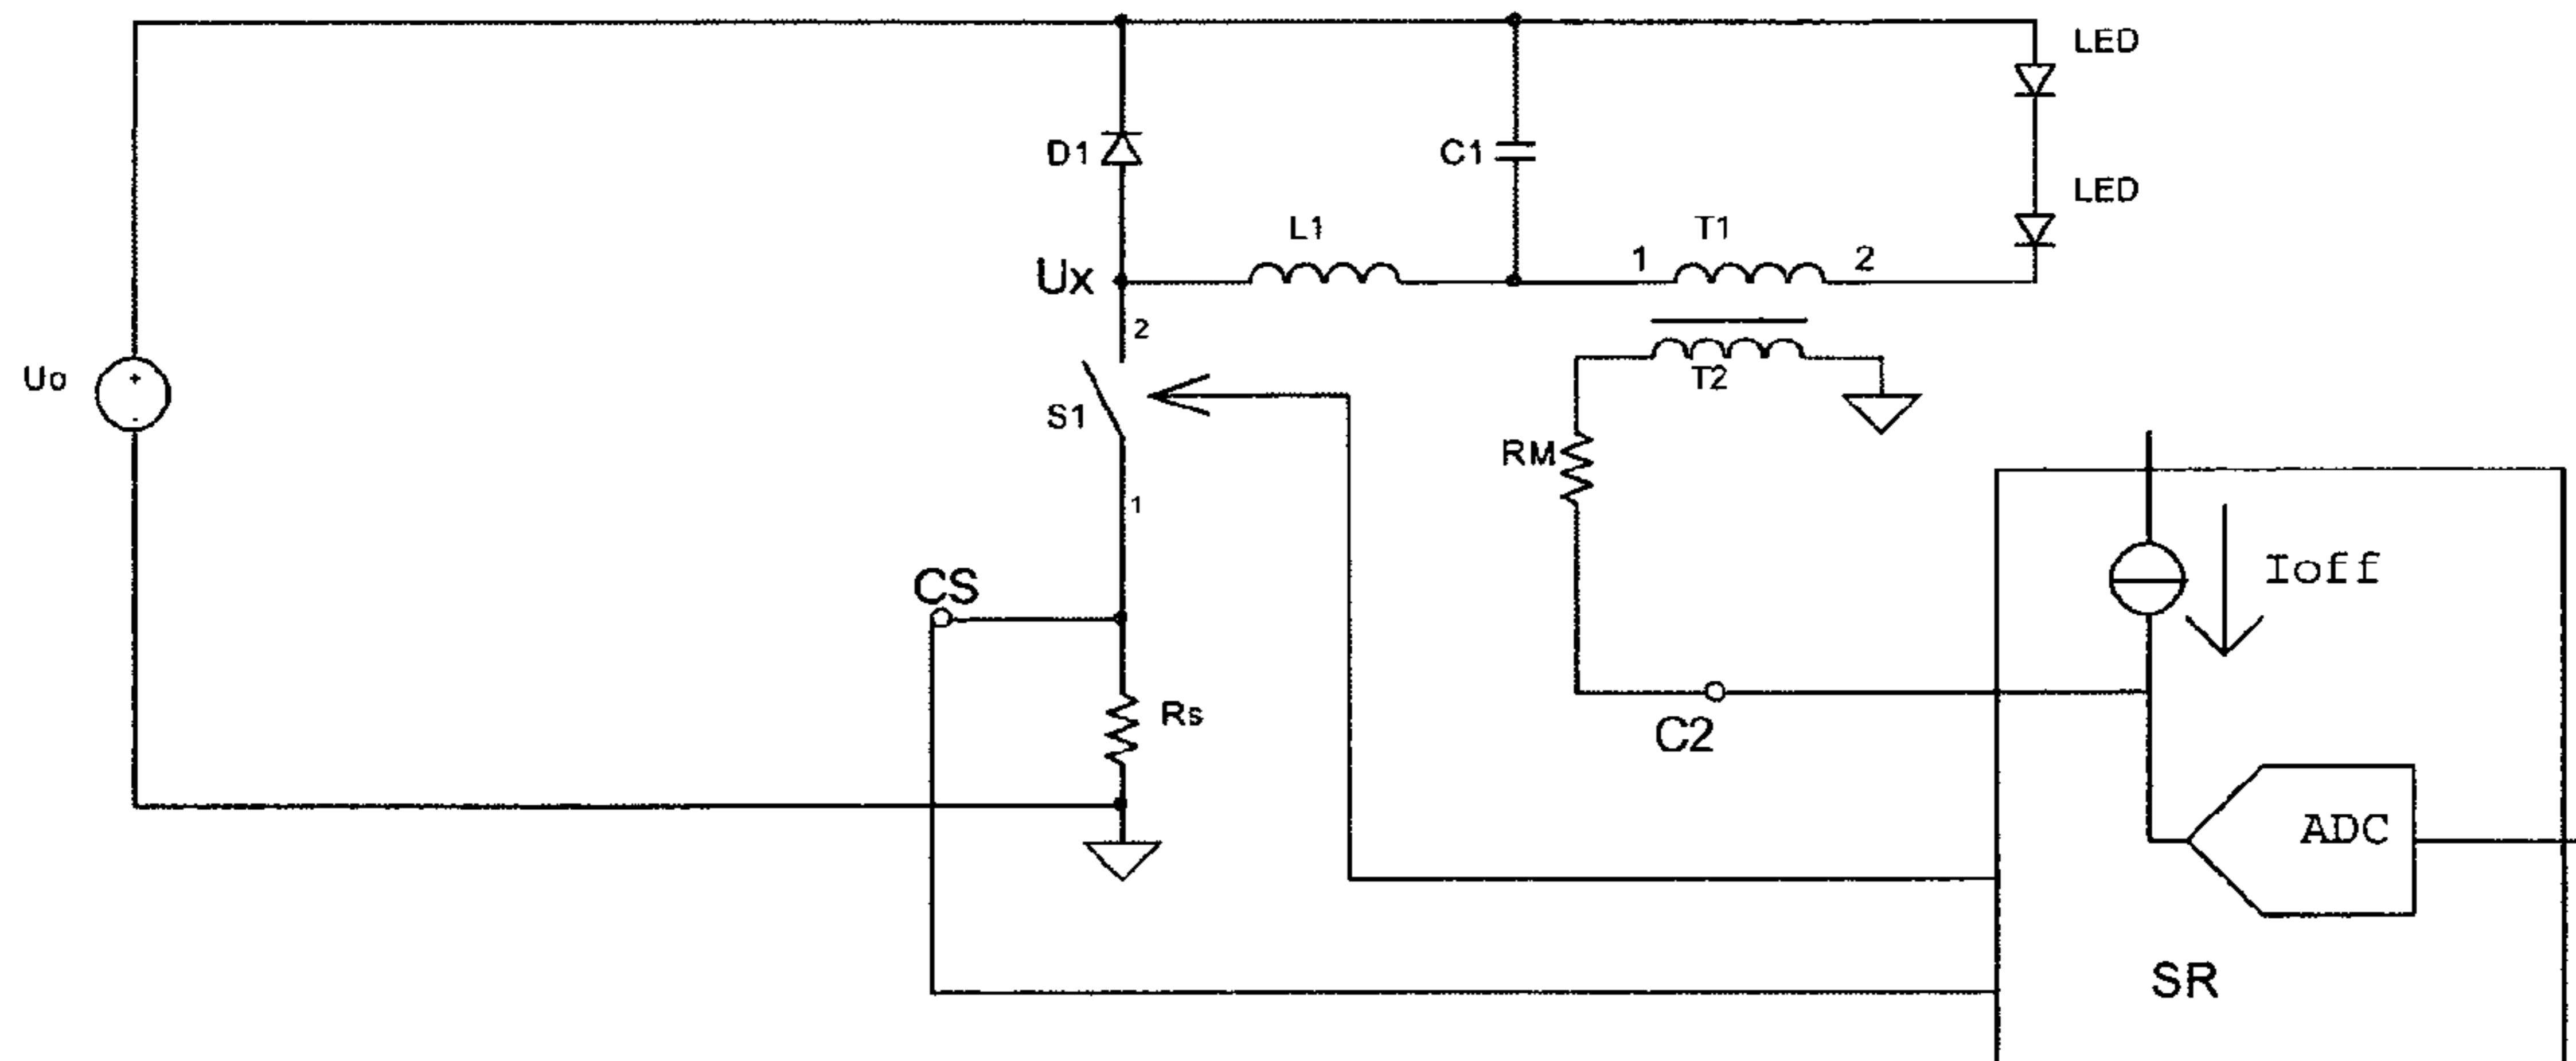 LED
D1
C1
LED
L1
T1
1
2
Ux
2
Uo
+
-
S1
T2
RM
1
Ioff
CS
Rs
C2
ADC
SR